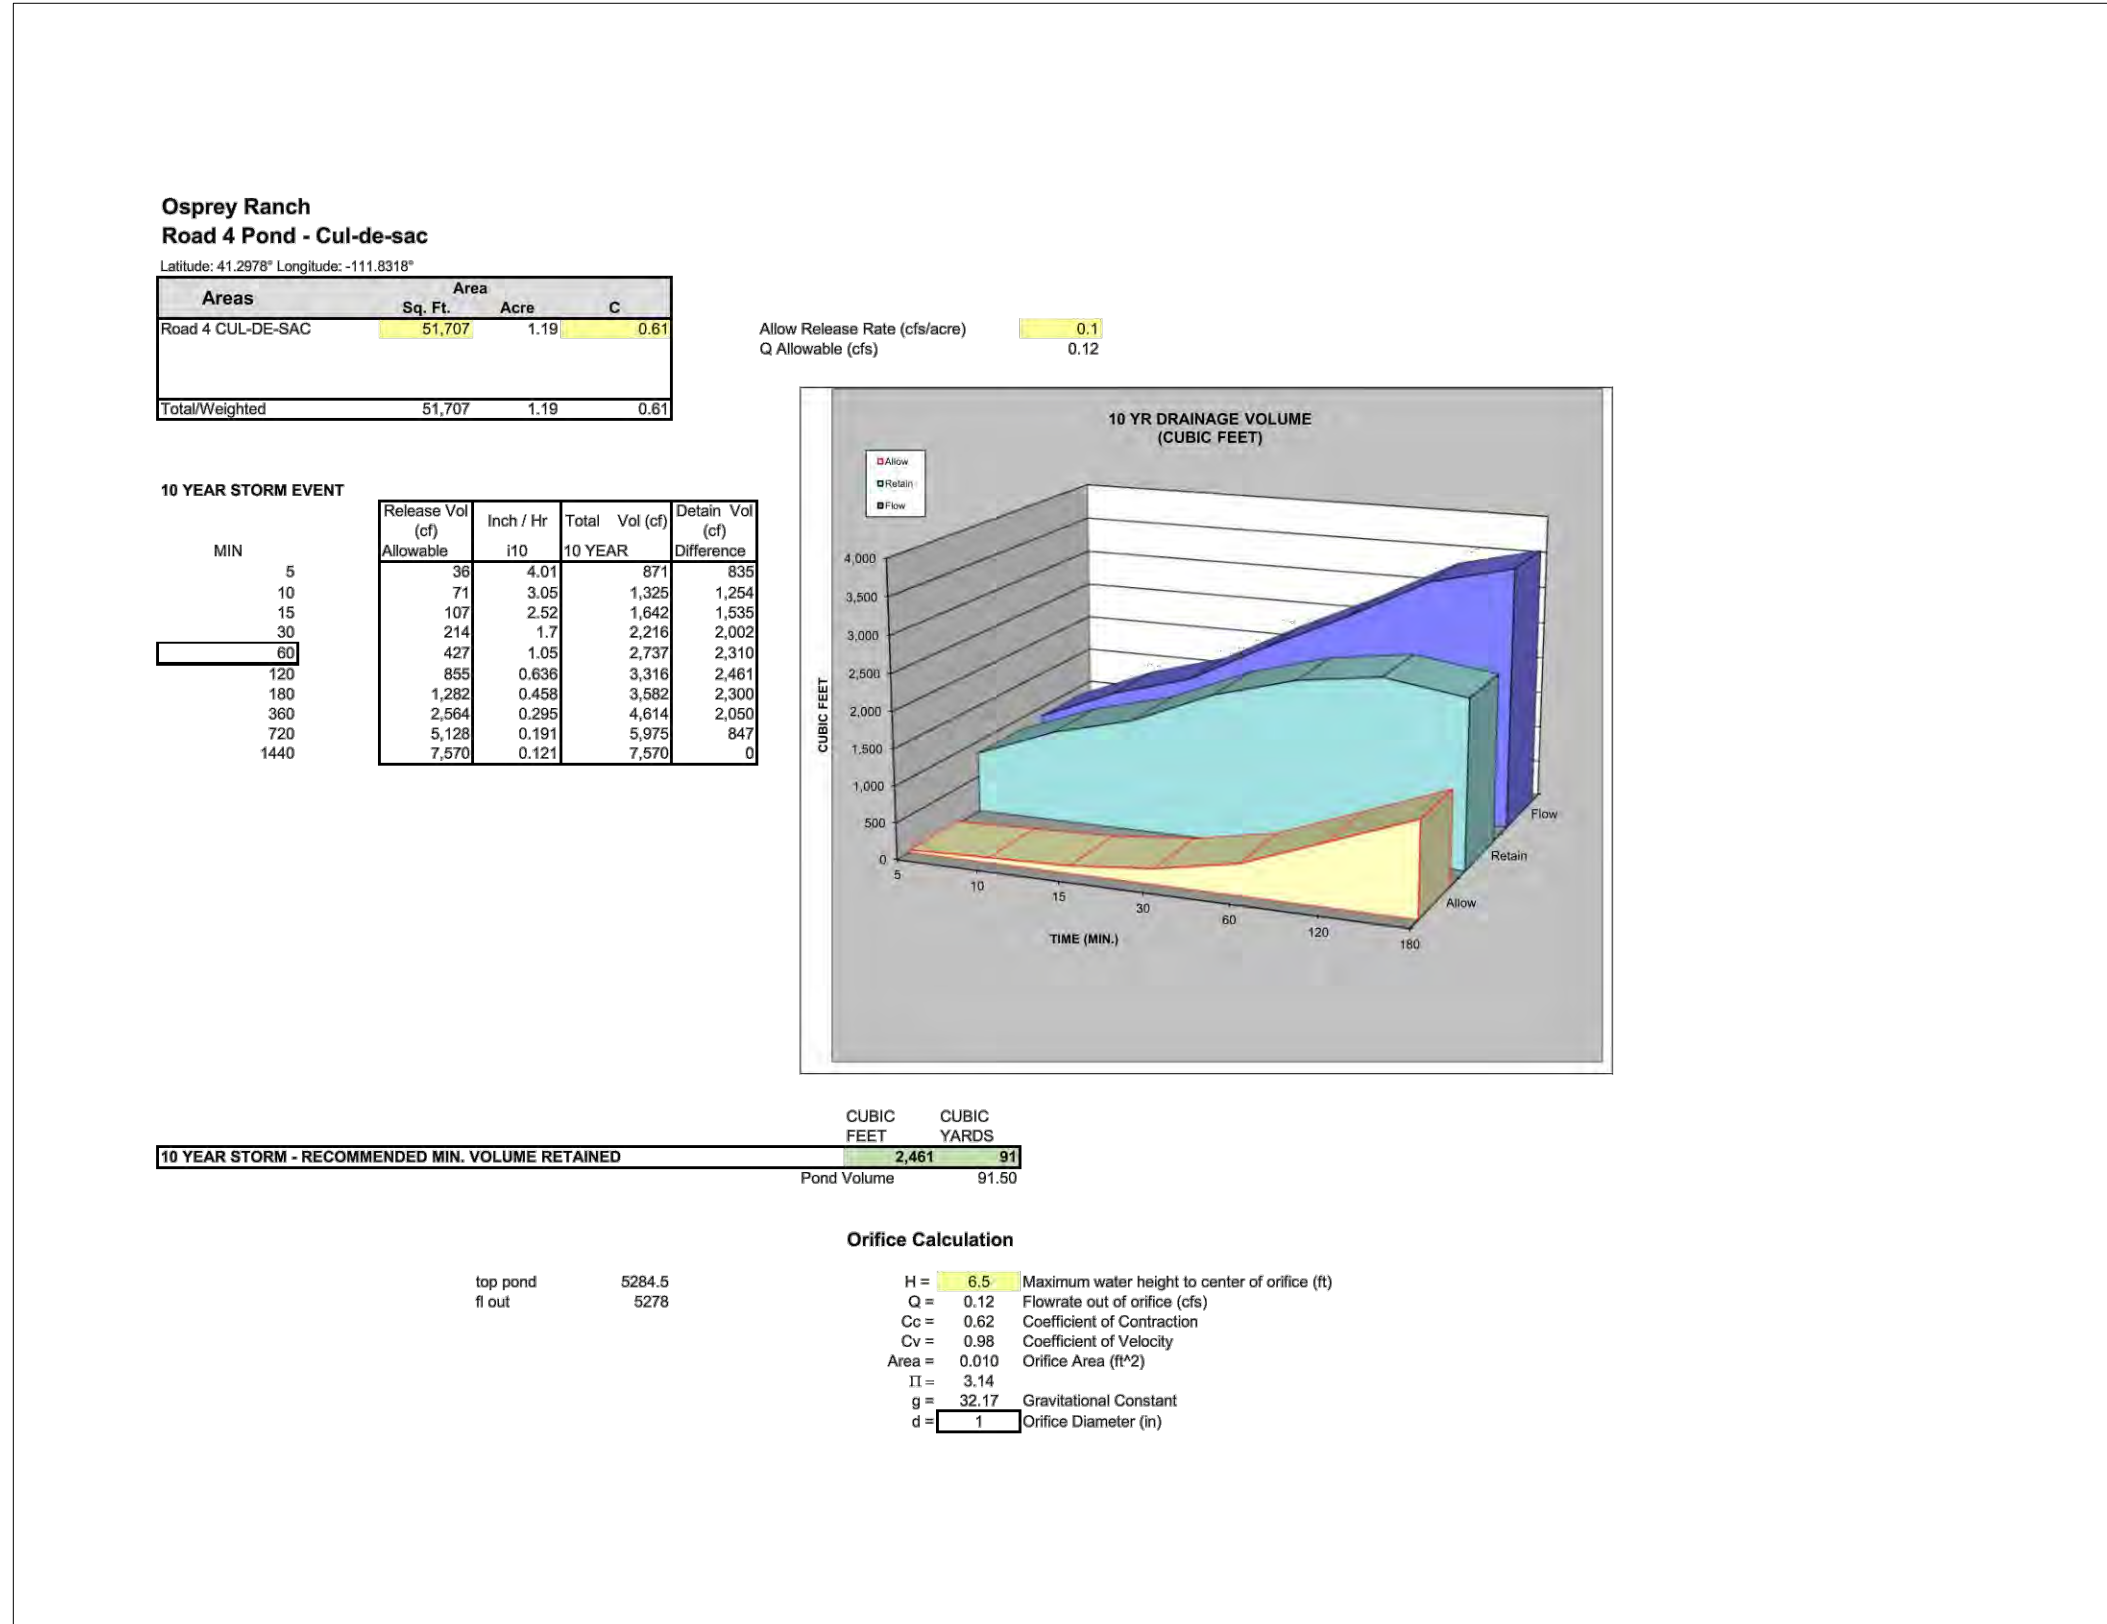 Osprey Ranch
Road 4 Pond - Cul-de-sac
Latitude: 41.2978° Longitude: -111.8318°
Areas Area
Sq. Ft. Acre C
Road 4 CUL-DE-SAC 51,707 1.19 0.61
Total/Weighted 51,707 1.19 0.61
Allow Release Rate (cfs/acre) 0.1
Q Allowable (cfs) 0.12
10 YEAR STORM EVENT
Release Vol Inch / Hr Total Vol (cf) Detain Vol
(cf) (cf)
MIN Allowable i10 10 YEAR Difference
5 36 4.01 871 835
10 71 3.05 1,325 1,254
15 107 2.52 1,642 1,535
30 214 1.7 2,216 2,002
60 427 1.05 2,737 2,310
120 855 0.636 3,316 2,461
180 1,282 0.458 3,582 2,300
360 2,564 0.295 4,614 2,050
720 5,128 0.191 5,975 847
1440 7,570 0.121 7,570 0
10 YR DRAINAGE VOLUME
(CUBIC FEET)
Allow
Retain
Flow
4,000
3,500
3,000
2,500
2,000
1,500
1,000
500
0
CUBIC FEET
5 10 15 30 60 120 180
TIME (MIN.)
Flow
Retain
Allow
CUBIC CUBIC
FEET YARDS
10 YEAR STORM - RECOMMENDED MIN. VOLUME RETAINED 2,461 91
Pond Volume 91.50
Orifice Calculation
top pond 5284.5
fl out 5278
H = 6.5 Maximum water height to center of orifice (ft)
Q = 0.12 Flowrate out of orifice (cfs)
Cc = 0.62 Coefficient of Contraction
Cv = 0.98 Coefficient of Velocity
Area = 0.010 Orifice Area (ft^2)
Π = 3.14
g = 32.17 Gravitational Constant
d = 1 Orifice Diameter (in)